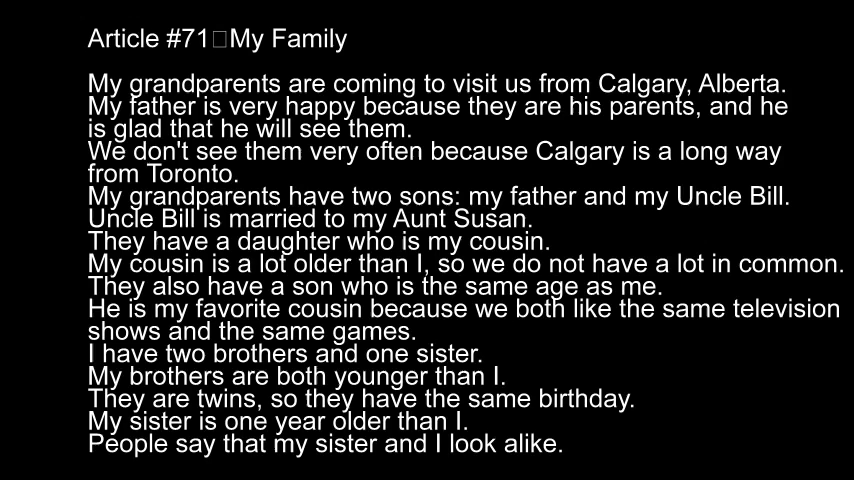 Article #71□My Family
My grandparents are coming to visit us from Calgary, Alberta.
My father is very happy because they are his parents, and he
is glad that he will see them.
We don't see them very often because Calgary is a long way
from Toronto.
My grandparents have two sons: my father and my Uncle Bill.
Uncle Bill is married to my Aunt Susan.
They have a daughter who is my cousin.
My cousin is a lot older than I, so we do not have a lot in common.
They also have a son who is the same age as me.
He is my favorite cousin because we both like the same television
shows and the same games.
I have two brothers and one sister.
My brothers are both younger than I.
They are twins, so they have the same birthday.
My sister is one year older than I.
People say that my sister and I look alike.